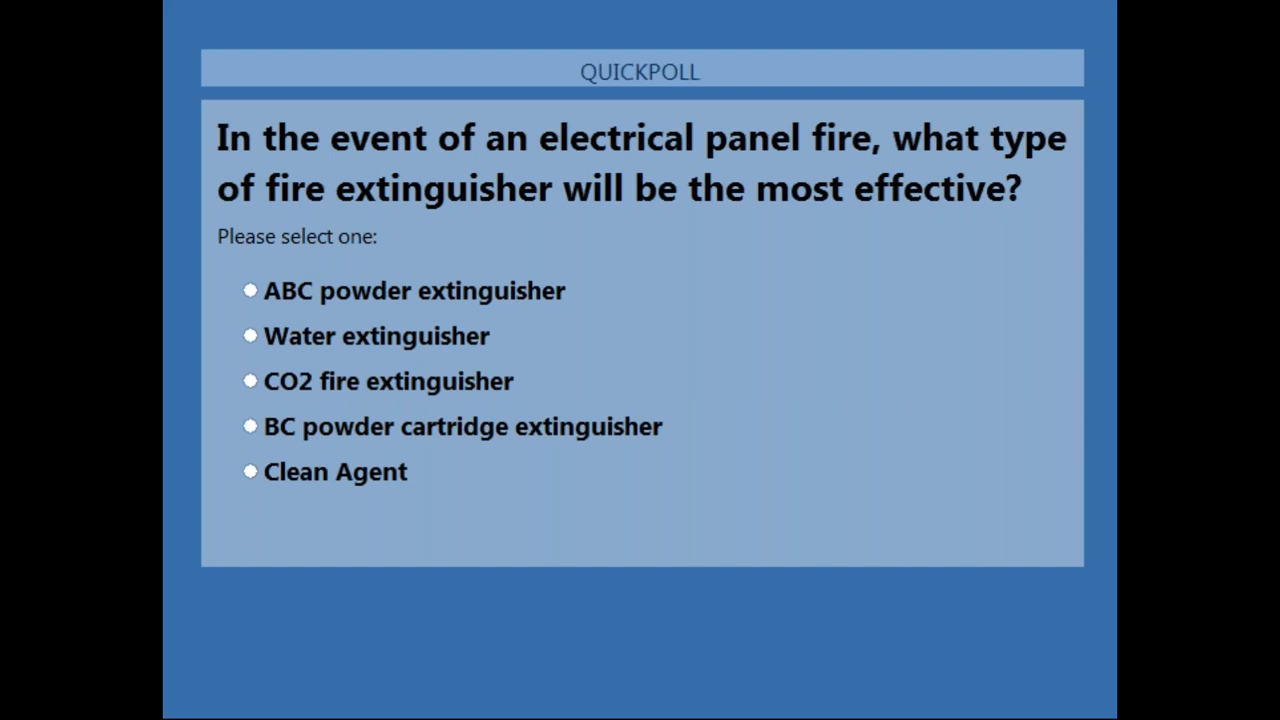 QUICKPOLL
In the event of an electrical panel fire, what type
of fire extinguisher will be the most effective?
Please select one:
ABC powder extinguisher
Water extinguisher
CO2 fire extinguisher
BC powder cartridge extinguisher
Clean Agent